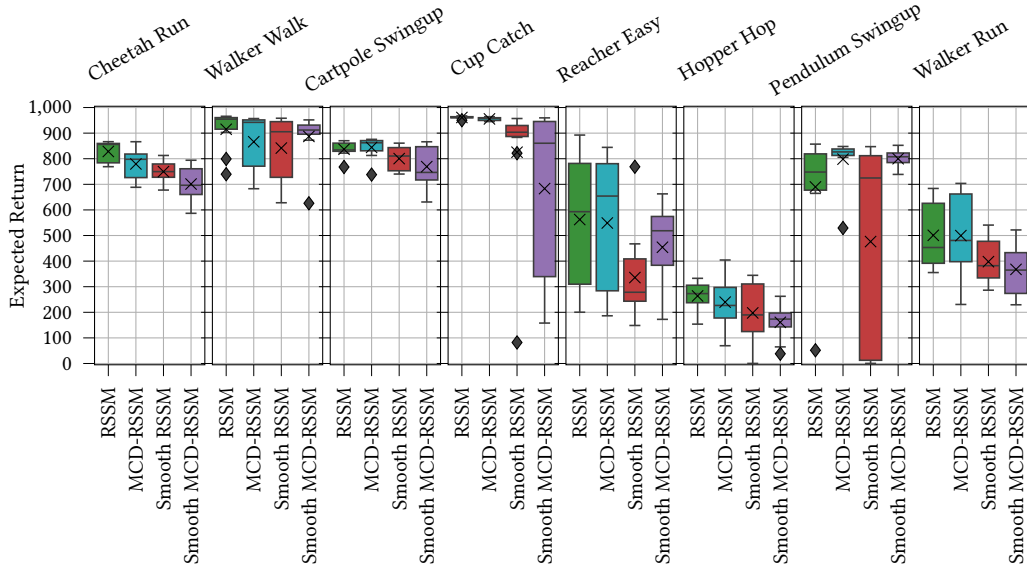 Cheetah Run
Walker Walk
Cartpole Swingup
Cup Catch
Reacher Easy
Hopper Hop
Pendulum Swingup
Walker Run
Expected Return
1,000
900
800
700
600
500
400
300
200
100
0
RSSM
MCD-RSSM
Smooth RSSM
Smooth MCD-RSSM
RSSM
MCD-RSSM
Smooth RSSM
Smooth MCD-RSSM
RSSM
MCD-RSSM
Smooth RSSM
Smooth MCD-RSSM
RSSM
MCD-RSSM
Smooth RSSM
Smooth MCD-RSSM
RSSM
MCD-RSSM
Smooth RSSM
Smooth MCD-RSSM
RSSM
MCD-RSSM
Smooth RSSM
Smooth MCD-RSSM
RSSM
MCD-RSSM
Smooth RSSM
Smooth MCD-RSSM
RSSM
MCD-RSSM
Smooth RSSM
Smooth MCD-RSSM